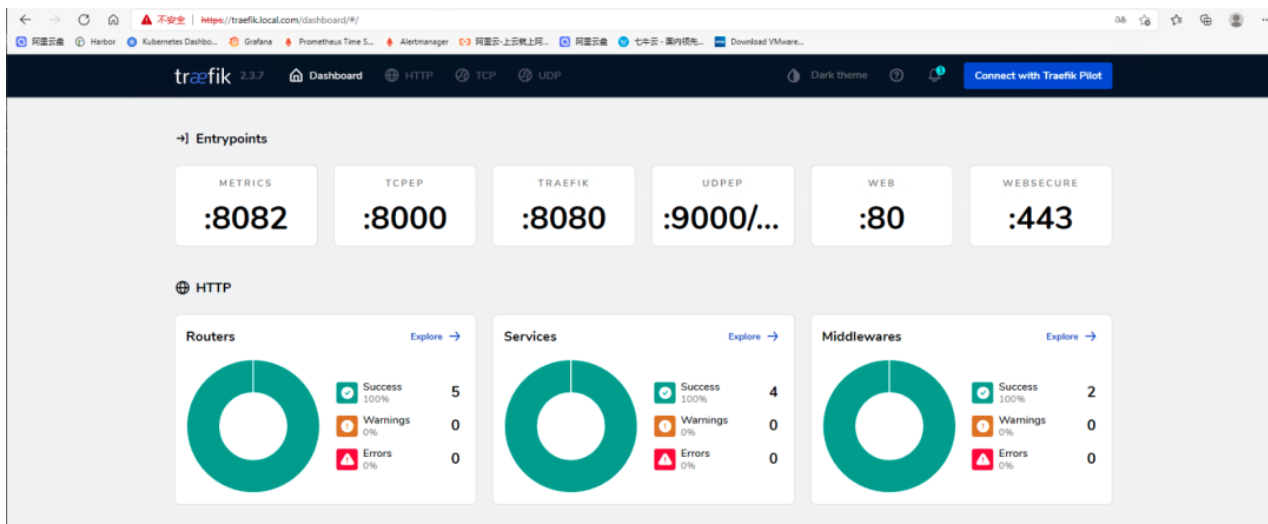 不安全 | https://traefik.local.com/dashboard/#/
阿里云盘 Harbor Kubernetes Dashbo... Grafana Prometheus Time S... Alertmanager 阿里云-上云就上阿... 阿里云盘 七牛云 - 国内领先... Download VMware...
træfik 2.3.7 Dashboard HTTP TCP UDP Dark theme Connect with Traefik Pilot
Entrypoints
METRICS TCPEP TRAEFIK UDPEP WEB WEBSECURE
:8082 :8000 :8080 :9000/... :80 :443
HTTP
Routers Explore → Services Explore → Middlewares Explore →
Success 5 Success 4 Success 2
100% 100% 100%
Warnings 0 Warnings 0 Warnings 0
0% 0% 0%
Errors 0 Errors 0 Errors 0
0% 0% 0%